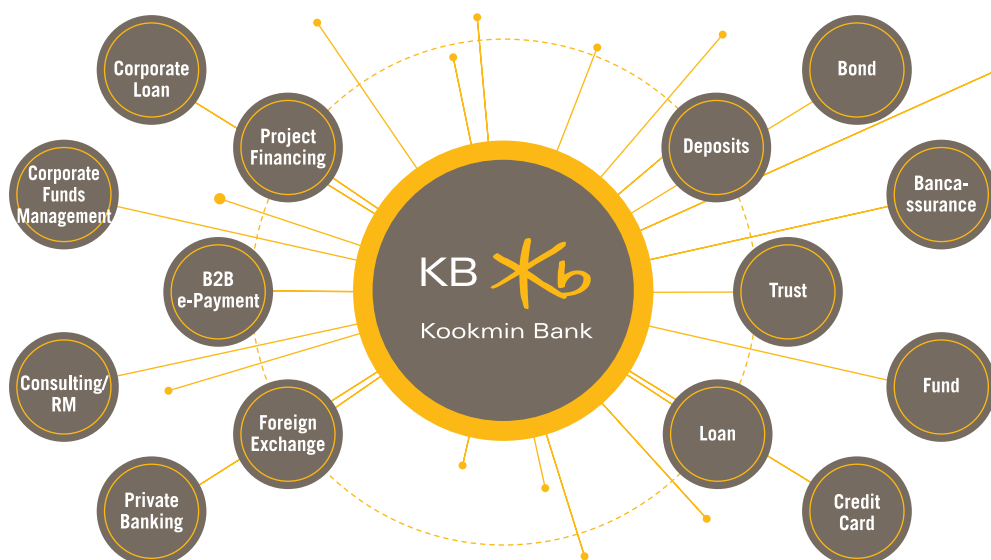 Corporate
Loan
Project
Financing
Corporate
Funds
Management
B2B
e-Payment
Consulting/
RM
Foreign
Exchange
Private
Banking
KB Kb
Kookmin Bank
Bond
Deposits
Banca-
ssurance
Trust
Fund
Loan
Credit
Card